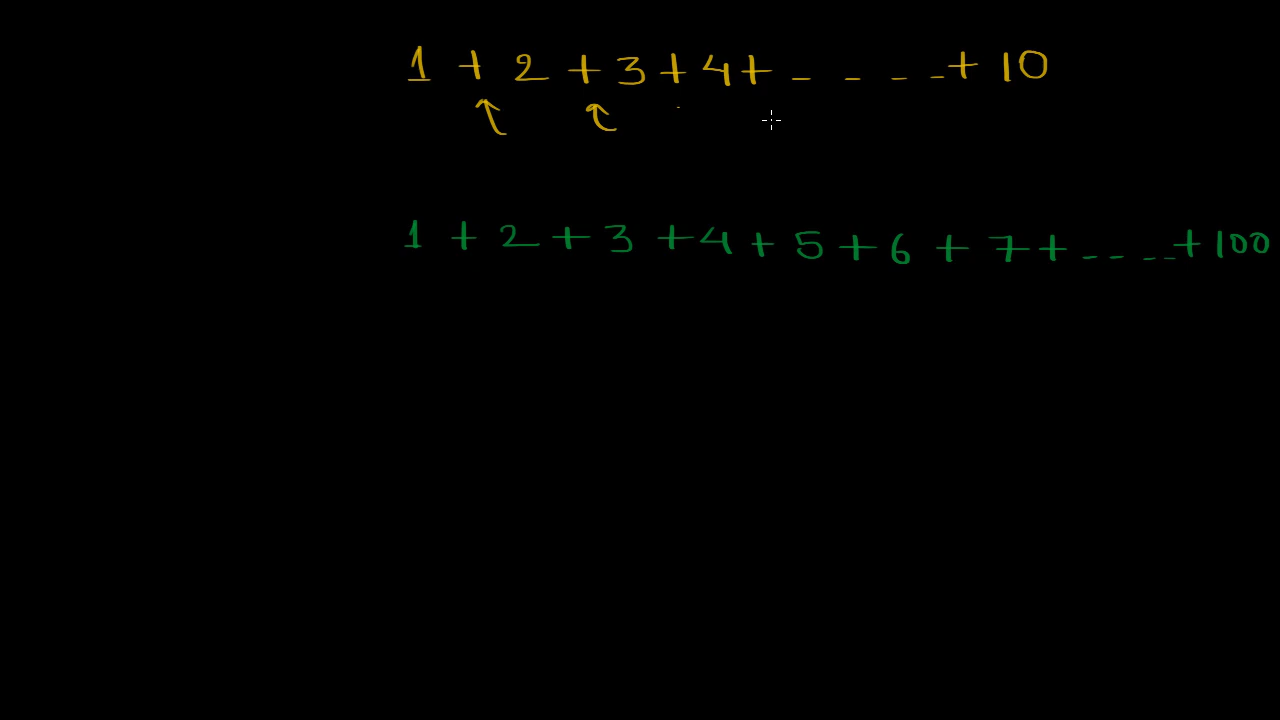 1 + 2 + 3 + 4 + - - - - + 10
1 + 2 + 3 + 4 + 5 + 6 + 7 + - - - - + 100